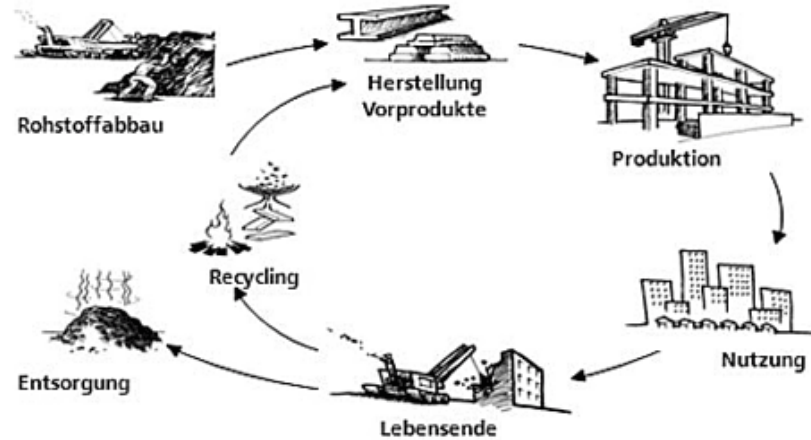 Rohstoffabbau
Herstellung
Vorprodukte
Produktion
Nutzung
Lebensende
Recycling
Entsorgung